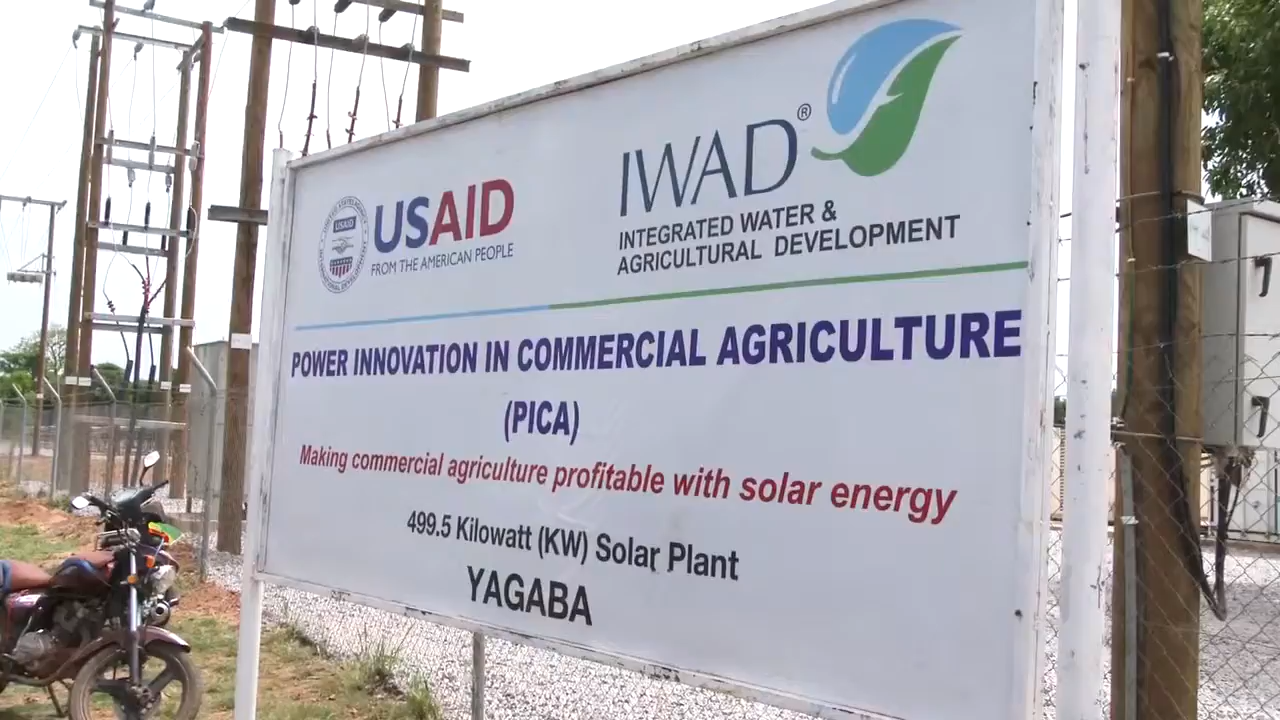 USAID
FROM THE AMERICAN PEOPLE
IWAD®
INTEGRATED WATER &
AGRICULTURAL DEVELOPMENT
POWER INNOVATION IN COMMERCIAL AGRICULTURE
(PICA)
Making commercial agriculture profitable with solar energy
499.5 Kilowatt (KW) Solar Plant
YAGABA